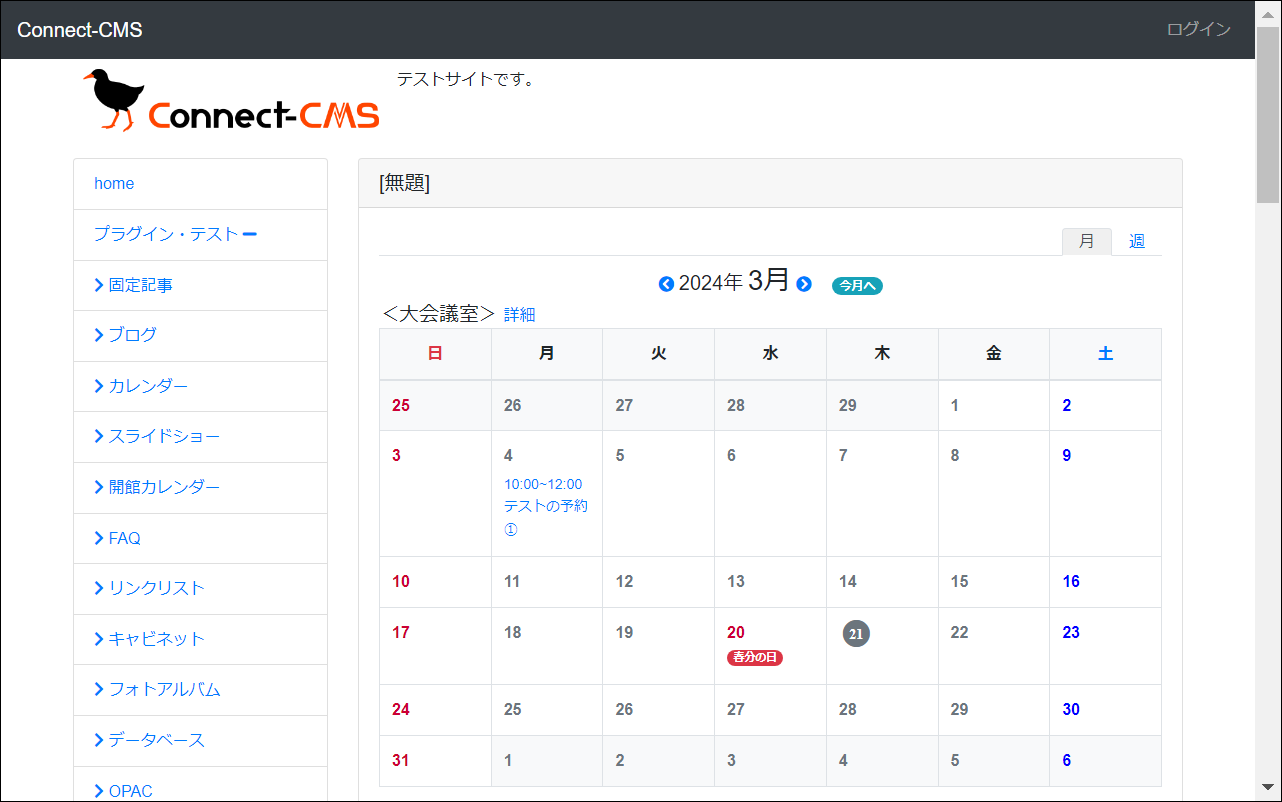 Connect-CMS
ログイン
Connect-CMS
テストサイトです。
home
プラグイン・テスト
固定記事
ブログ
カレンダー
スライドショー
開館カレンダー
FAQ
リンクリスト
キャビネット
フォトアルバム
データベース
OPAC
[無題]
月 週
2024年 3月 今月へ
＜大会議室＞ 詳細
日 月 火 水 木 金 土
25 26 27 28 29 1 2
3 4 5 6 7 8 9
10:00~12:00
テストの予約
①
10 11 12 13 14 15 16
17 18 19 20 21 22 23
春分の日
24 25 26 27 28 29 30
31 1 2 3 4 5 6